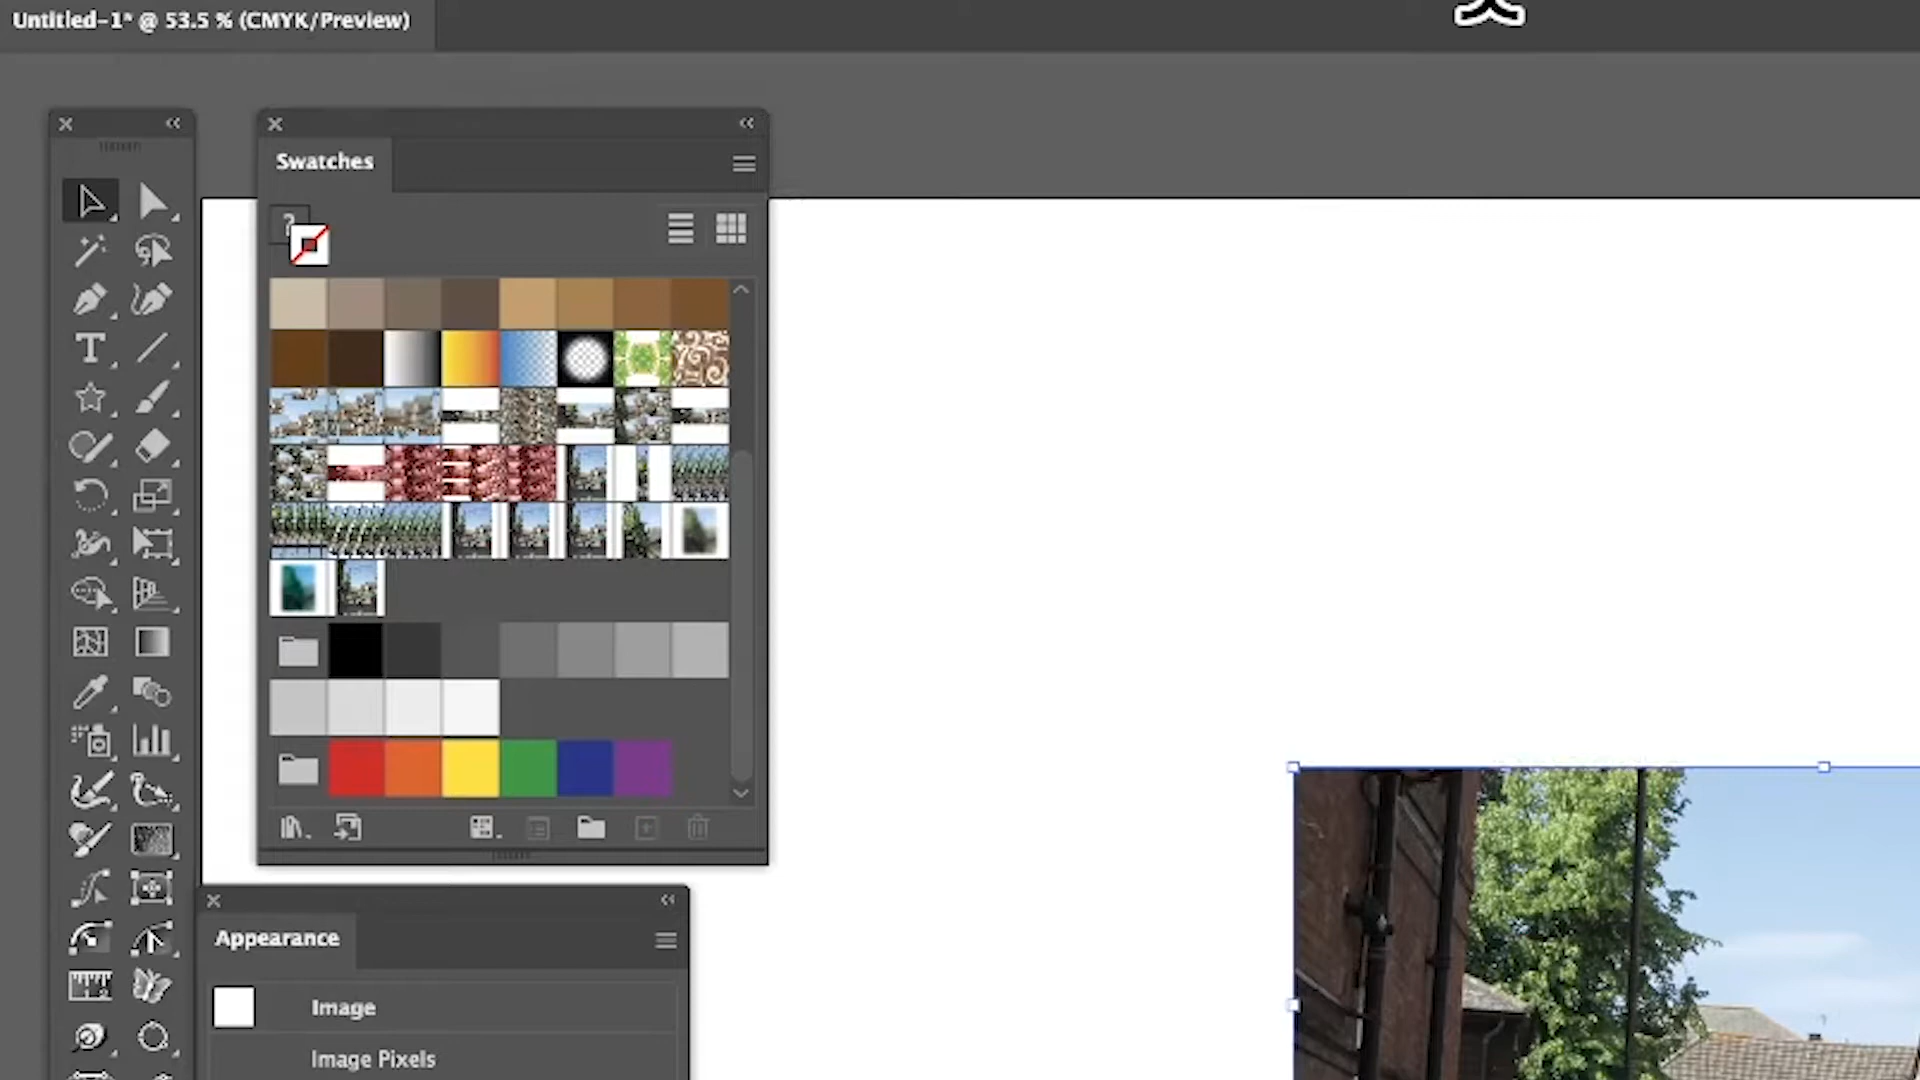 Untitled-1* @ 53.5 % (CMYK/Preview)
Swatches
?
Appearance
Image
Image Pixels